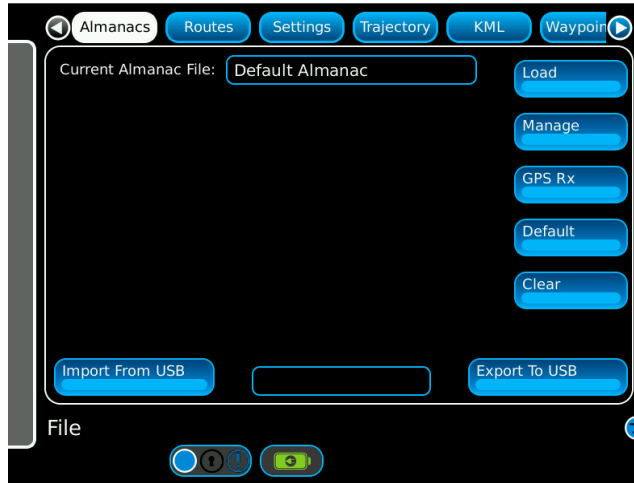 Almanacs Routes Settings Trajectory KML Waypoin
Current Almanac File: Default Almanac
Load
Manage
GPS Rx
Default
Clear
Import From USB Export To USB
File